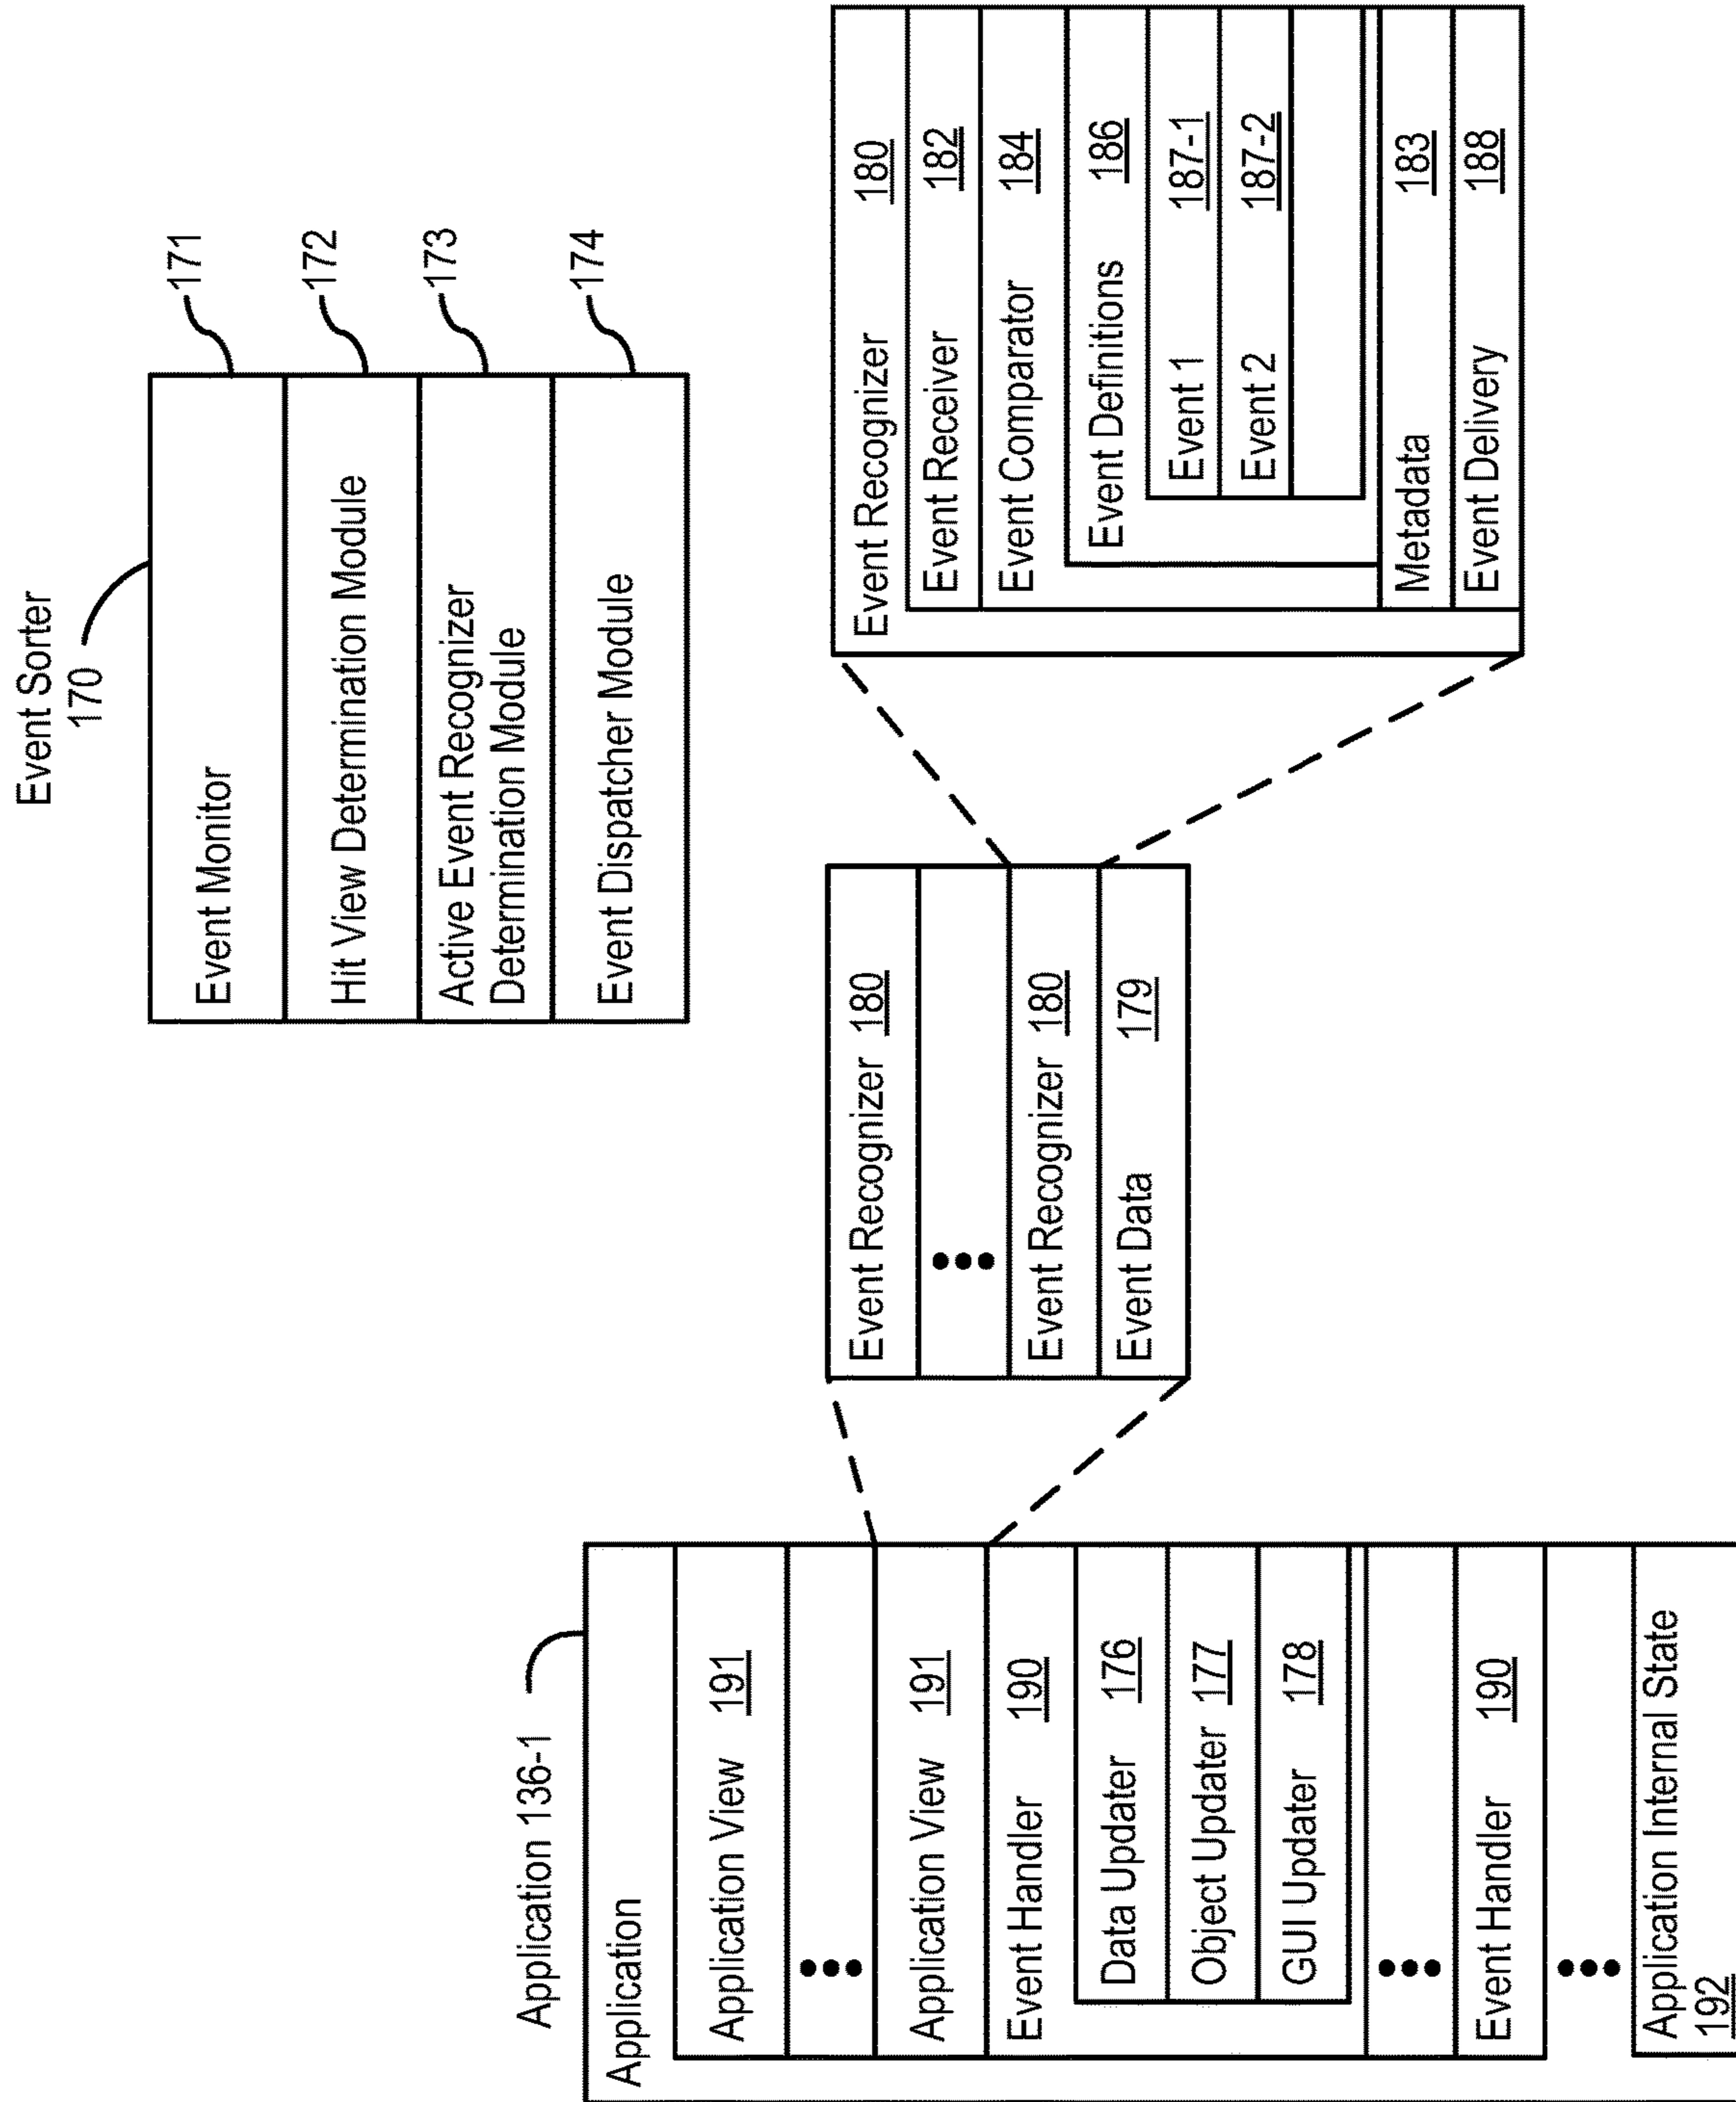 Event Sorter
170
Event Monitor
171
Hit View Determination Module
172
Active Event Recognizer
Determination Module
173
Event Dispatcher Module
174
Application 136-1
Application
Application View 191
Application View 191
Event Handler 190
Data Updater 176
Object Updater 177
GUI Updater 178
Event Handler 190
Application Internal State
192
Event Recognizer 180
Event Recognizer 180
Event Data 179
Event Recognizer 180
Event Receiver 182
Event Comparator 184
Event Definitions 186
Event 1 187-1
Event 2 187-2
Metadata 183
Event Delivery 188